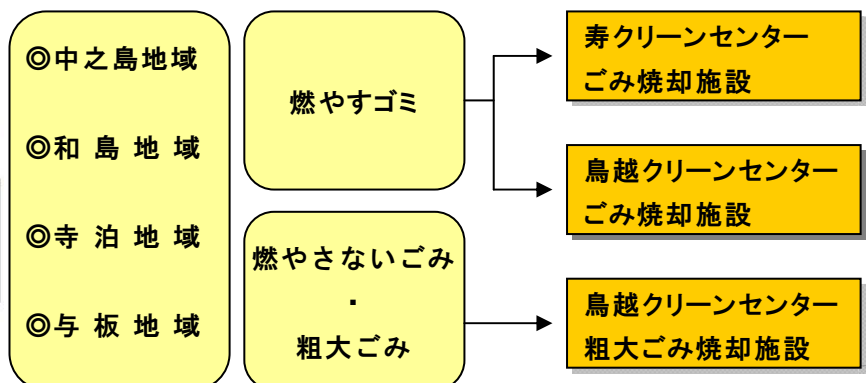 ◎中之島地域
◎和島地域
◎寺泊地域
◎与板地域
燃やすゴミ
燃やさないごみ
・
粗大ごみ
寿クリーンセンター
ごみ焼却施設
鳥越クリーンセンター
ごみ焼却施設
鳥越クリーンセンター
粗大ごみ焼却施設